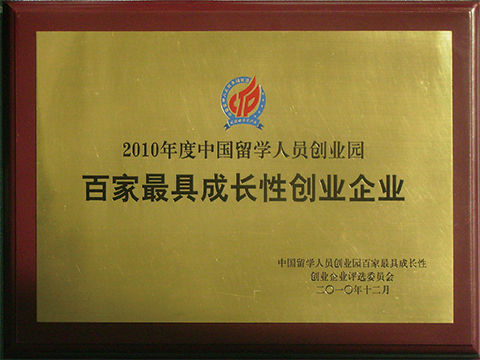 2010年度中国留学人员创业园
百家最具成长性创业企业
中国留学人员创业园百家最具成长性
创业企业评选委员会
二〇一〇年十二月